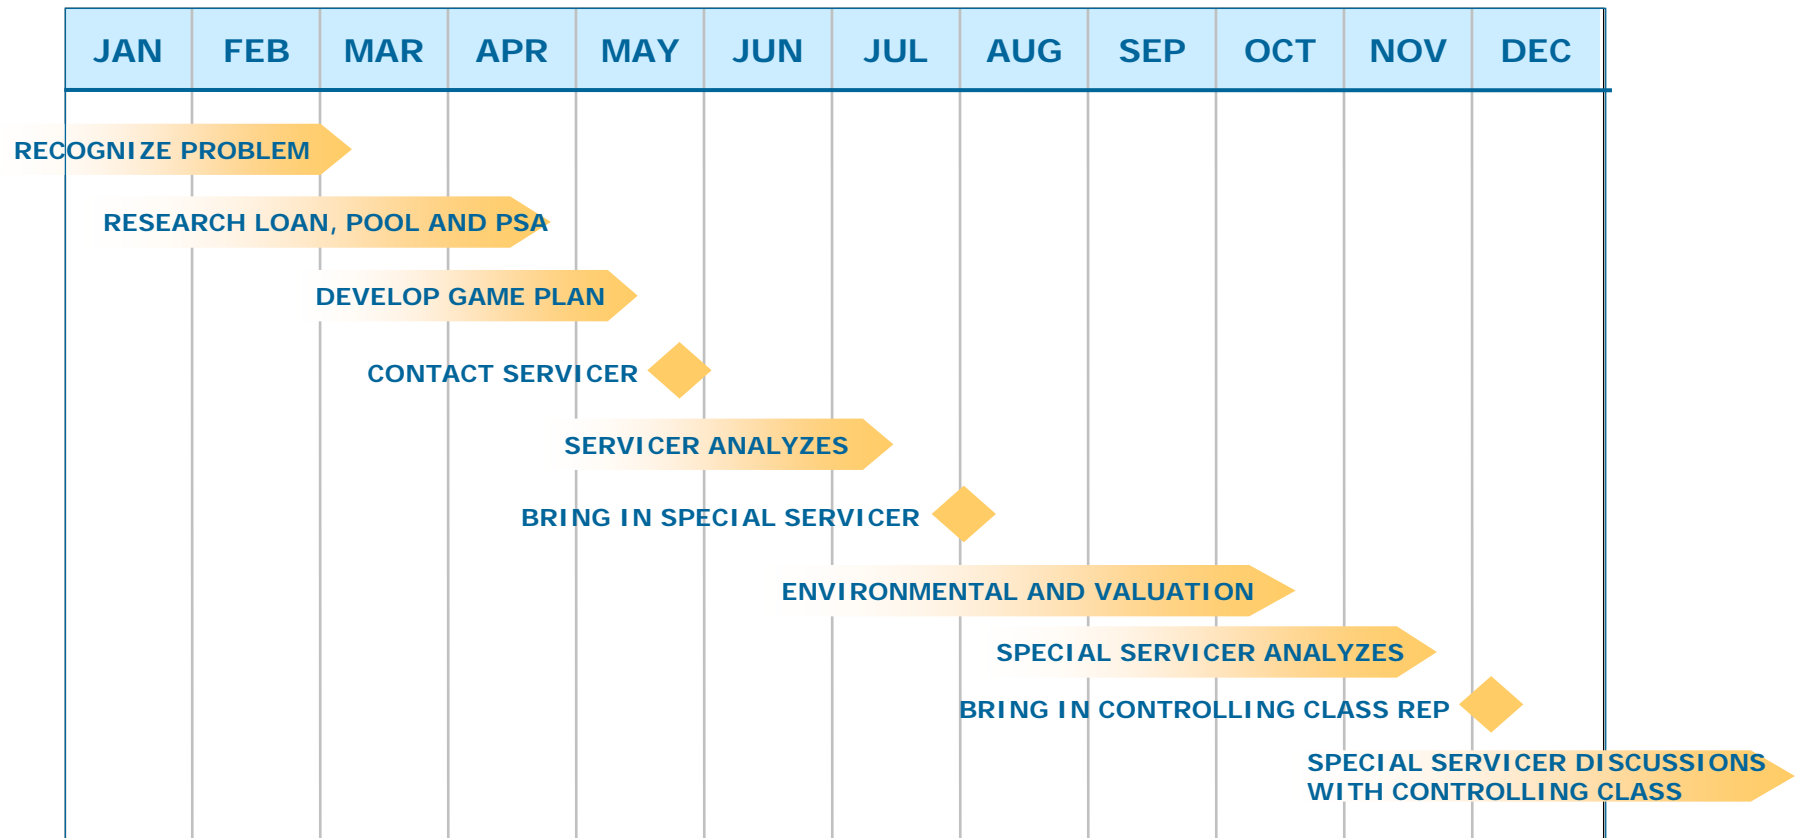 JAN FEB MAR APR MAY JUN JUL AUG SEP OCT NOV DEC
RECOGNIZE PROBLEM
RESEARCH LOAN, POOL AND PSA
DEVELOP GAME PLAN
CONTACT SERVICER
SERVICER ANALYZES
BRING IN SPECIAL SERVICER
ENVIRONMENTAL AND VALUATION
SPECIAL SERVICER ANALYZES
BRING IN CONTROLLING CLASS REP
SPECIAL SERVICER DISCUSSIONS
WITH CONTROLLING CLASS